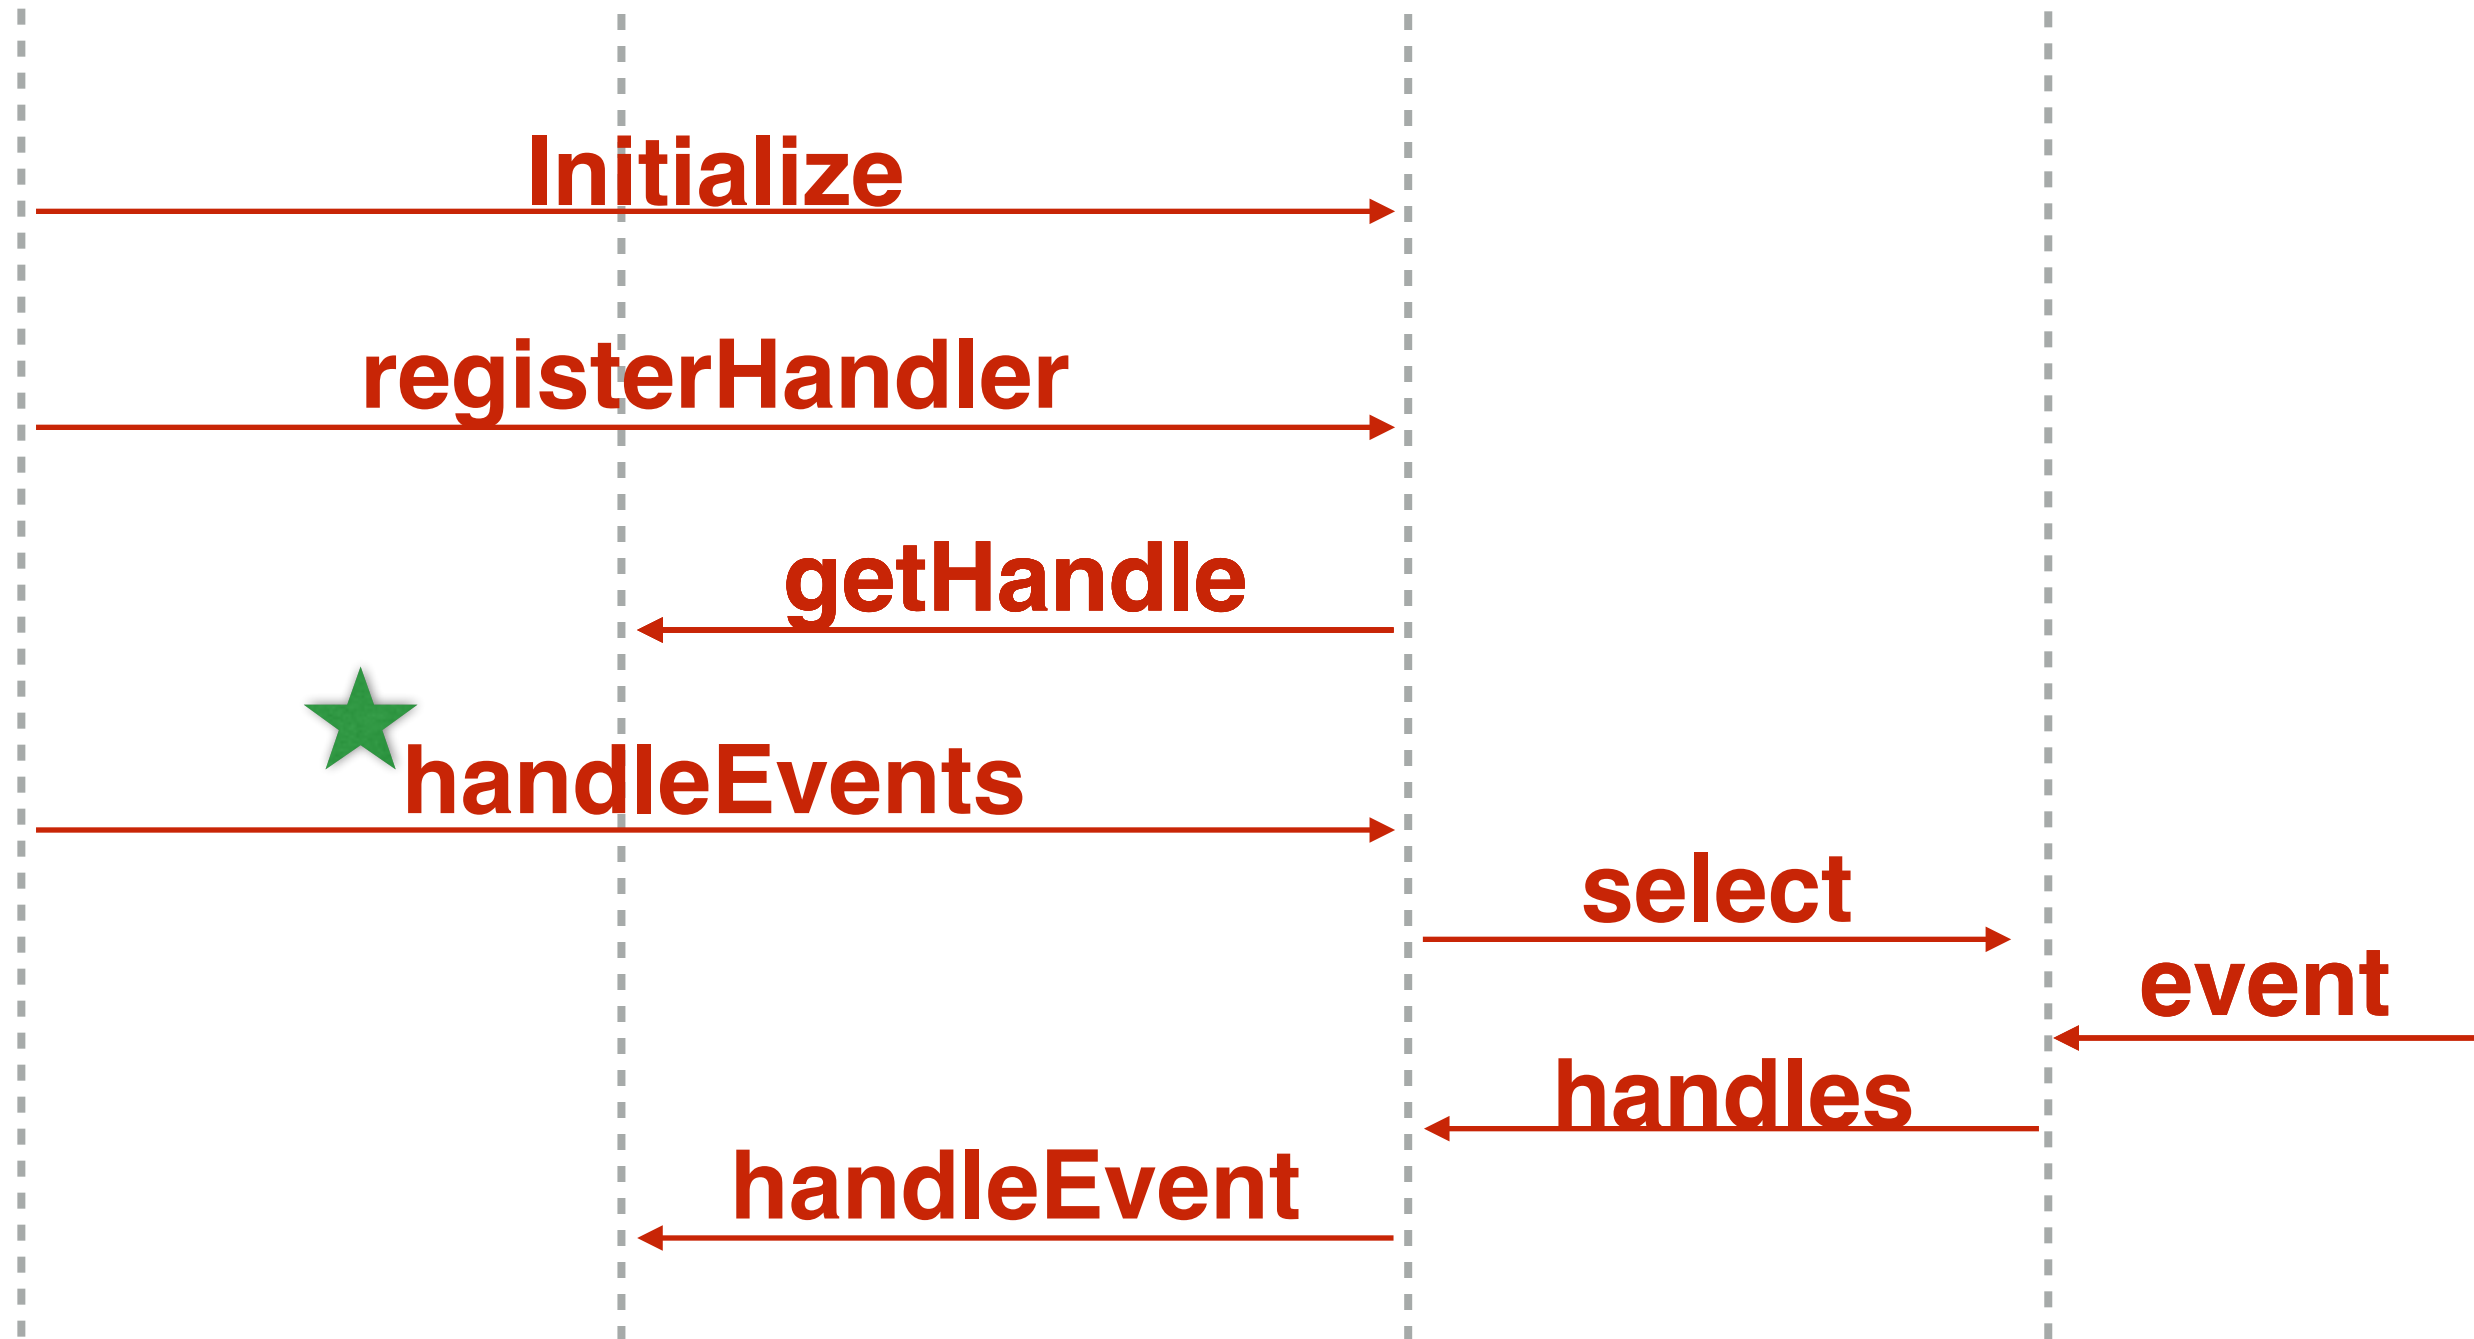 Initialize
registerHandler
getHandle
handleEvents
select
event
handles
handleEvent